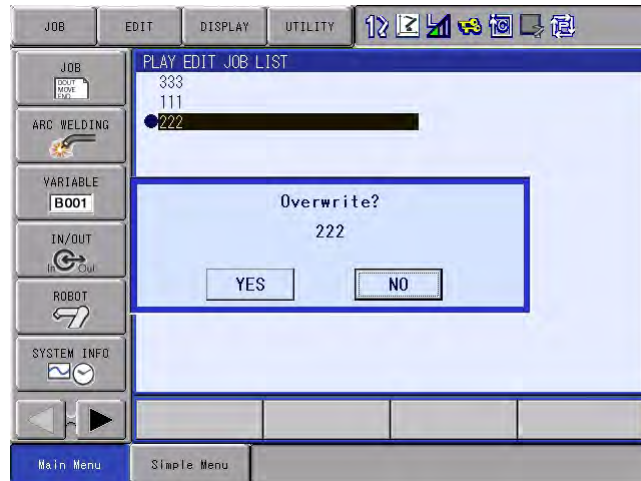 JOB EDIT DISPLAY UTILITY
JOB
DOUT
MOVE
END
ARC WELDING
VARIABLE
B001
IN/OUT
In Out
ROBOT
SYSTEM INFO
PLAY EDIT JOB LIST
333
111
222
Overwrite?
222
YES NO
Main Menu Simple Menu